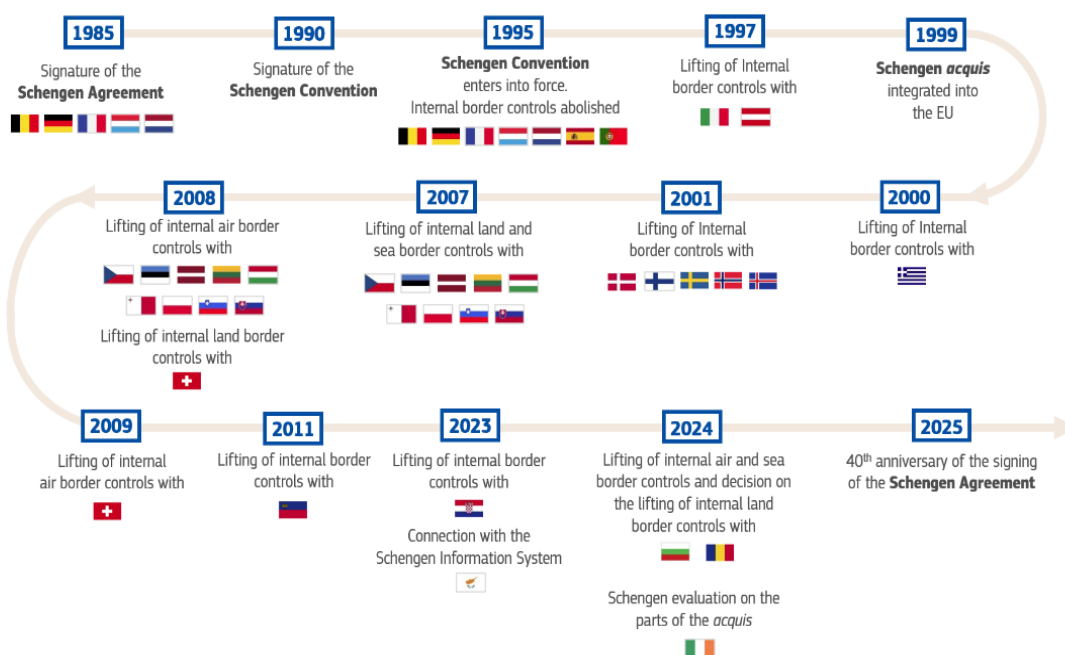 1985
Signature of the
Schengen Agreement
1990
Signature of the
Schengen Convention
1995
Schengen Convention
enters into force.
Internal border controls abolished
1997
Lifting of Internal
border controls with
1999
Schengen acquis
integrated into
the EU
2008
Lifting of internal air border
controls with
Lifting of internal land border
controls with
2007
Lifting of internal land and
sea border controls with
2001
Lifting of Internal
border controls with
2000
Lifting of Internal
border controls with
2009
Lifting of internal
air border controls with
2011
Lifting of internal border
controls with
2023
Lifting of internal border
controls with
Connection with the
Schengen Information System
2024
Lifting of internal air and sea
border controls and decision on
the lifting of internal land
border controls with
Schengen evaluation on the
parts of the acquis
2025
40th anniversary of the signing
of the Schengen Agreement